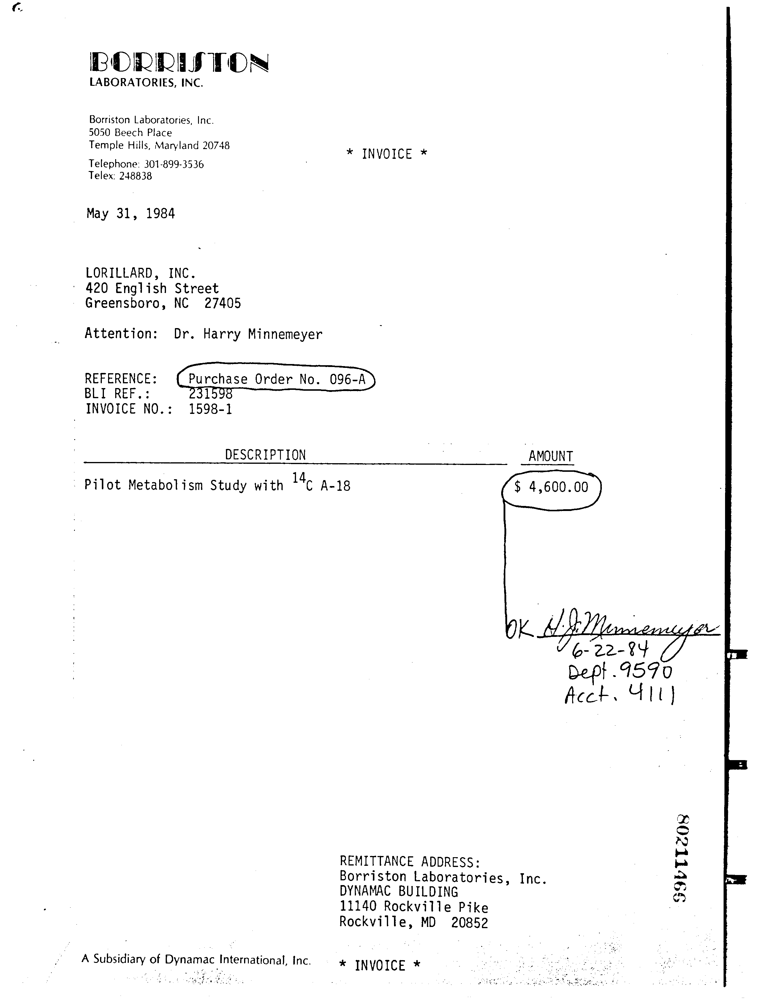 BORRISTON
LABORATORIES, INC.
Borriston Laboratories, Inc.
5050 Beech Place
Temple Hills, Maryland 20748
Telephone: 301-899-3536
Telex: 248838
* INVOICE *
May 31, 1984
LORILLARD, INC.
420 English Street
Greensboro, NC 27405
Attention: Dr. Harry Minnemeyer
REFERENCE: Purchase Order No. 096-A
BLI REF.: 231598
INVOICE NO.: 1598-1
DESCRIPTION AMOUNT
Pilot Metabolism Study with ¹⁴C A-18 $ 4,600.00
OK H.J. Minnemeyer
6-22-84
Dept. 9590
Acct. 4111
80211466
REMITTANCE ADDRESS:
Borriston Laboratories, Inc.
DYNAMAC BUILDING
11140 Rockville Pike
Rockville, MD 20852
A Subsidiary of Dynamac International, Inc.
* INVOICE *